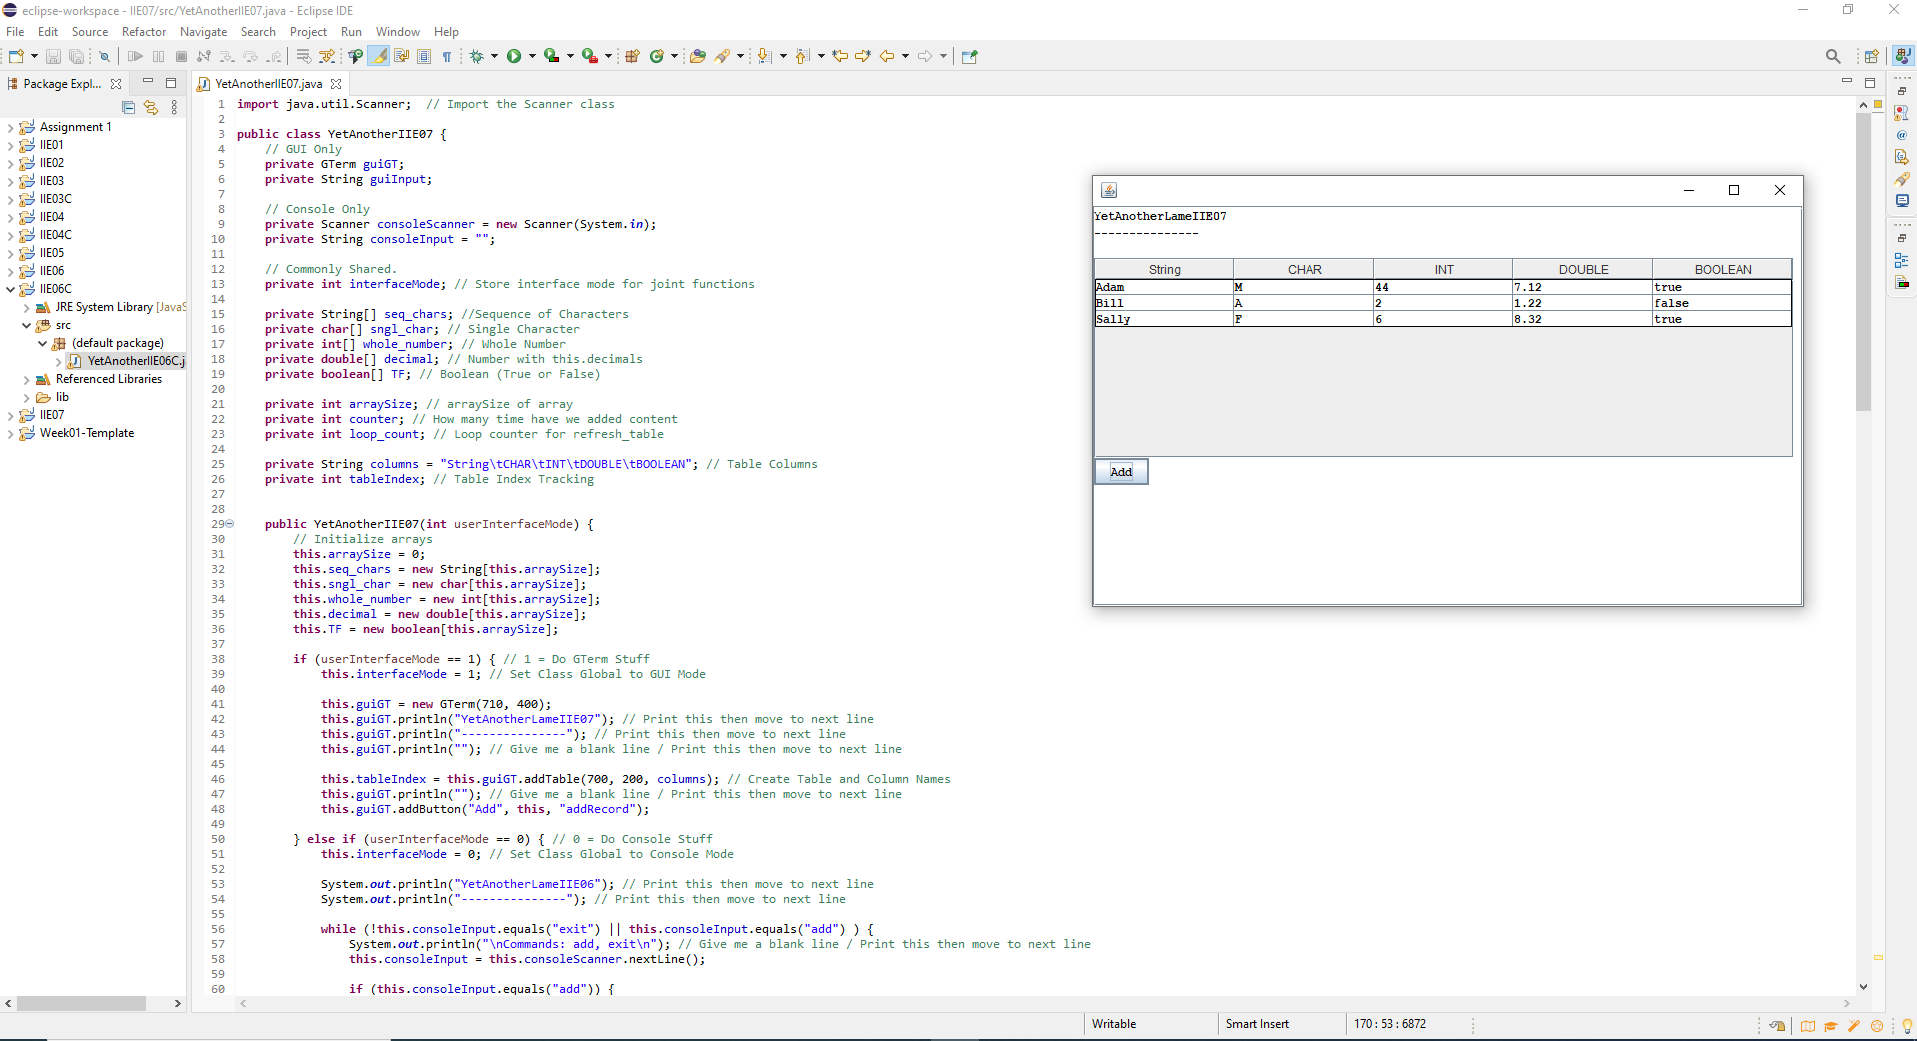 eclipse-workspace - IIE07/src/YetAnotherIIE07.java - Eclipse IDE
File Edit Source Refactor Navigate Search Project Run Window Help
Package Expl...
Assignment 1
IIE01
IIE02
IIE03
IIE03C
IIE04
IIE04C
IIE05
IIE06
IIE06C
JRE System Library [JavaS
src
(default package)
YetAnotherIIE06C.j
Referenced Libraries
lib
IIE07
Week01-Template
YetAnotherIIE07.java
1 import java.util.Scanner;  // Import the Scanner class
2
3 public class YetAnotherIIE07 {
4     // GUI Only
5     private GTerm guiGT;
6     private String guiInput;
7
8     // Console Only
9     private Scanner consoleScanner = new Scanner(System.in);
10     private String consoleInput = "";
11
12     // Commonly Shared.
13     private int interfaceMode; // Store interface mode for joint functions
14
15     private String[] seq_chars; //Sequence of Characters
16     private char[] sngl_char; // Single Character
17     private int[] whole_number; // Whole Number
18     private double[] decimal; // Number with this.decimals
19     private boolean[] TF; // Boolean (True or False)
20
21     private int arraySize; // arraySize of array
22     private int counter; // How many time have we added content
23     private int loop_count; // Loop counter for refresh_table
24
25     private String columns = "String\tCHAR\tINT\tDOUBLE\tBOOLEAN"; // Table Columns
26     private int tableIndex; // Table Index Tracking
27
28
29     public YetAnotherIIE07(int userInterfaceMode) {
30         // Initialize arrays
31         this.arraySize = 0;
32         this.seq_chars = new String[this.arraySize];
33         this.sngl_char = new char[this.arraySize];
34         this.whole_number = new int[this.arraySize];
35         this.decimal = new double[this.arraySize];
36         this.TF = new boolean[this.arraySize];
37
38         if (userInterfaceMode == 1) { // 1 = Do GTerm Stuff
39             this.interfaceMode = 1; // Set Class Global to GUI Mode
40
41             this.guiGT = new GTerm(710, 400);
42             this.guiGT.println("YetAnotherLameIIE07"); // Print this then move to next line
43             this.guiGT.println("---------------"); // Print this then move to next line
44             this.guiGT.println(""); // Give me a blank line / Print this then move to next line
45
46             this.tableIndex = this.guiGT.addTable(700, 200, columns); // Create Table and Column Names
47             this.guiGT.println(""); // Give me a blank line / Print this then move to next line
48             this.guiGT.addButton("Add", this, "addRecord");
49
50         } else if (userInterfaceMode == 0) { // 0 = Do Console Stuff
51             this.interfaceMode = 0; // Set Class Global to Console Mode
52
53             System.out.println("YetAnotherLameIIE06"); // Print this then move to next line
54             System.out.println("---------------"); // Print this then move to next line
55
56             while (!this.consoleInput.equals("exit") || this.consoleInput.equals("add") ) {
57                 System.out.println("\nCommands: add, exit\n"); // Give me a blank line / Print this then move to next line
58                 this.consoleInput = this.consoleScanner.nextLine();
59
60                 if (this.consoleInput.equals("add")) {
YetAnotherLameIIE07
---------------
String CHAR INT DOUBLE BOOLEAN
Adam M 44 7.12 true
Bill A 2 1.22 false
Sally F 6 8.32 true
Add
Writable Smart Insert 170 : 53 : 6872